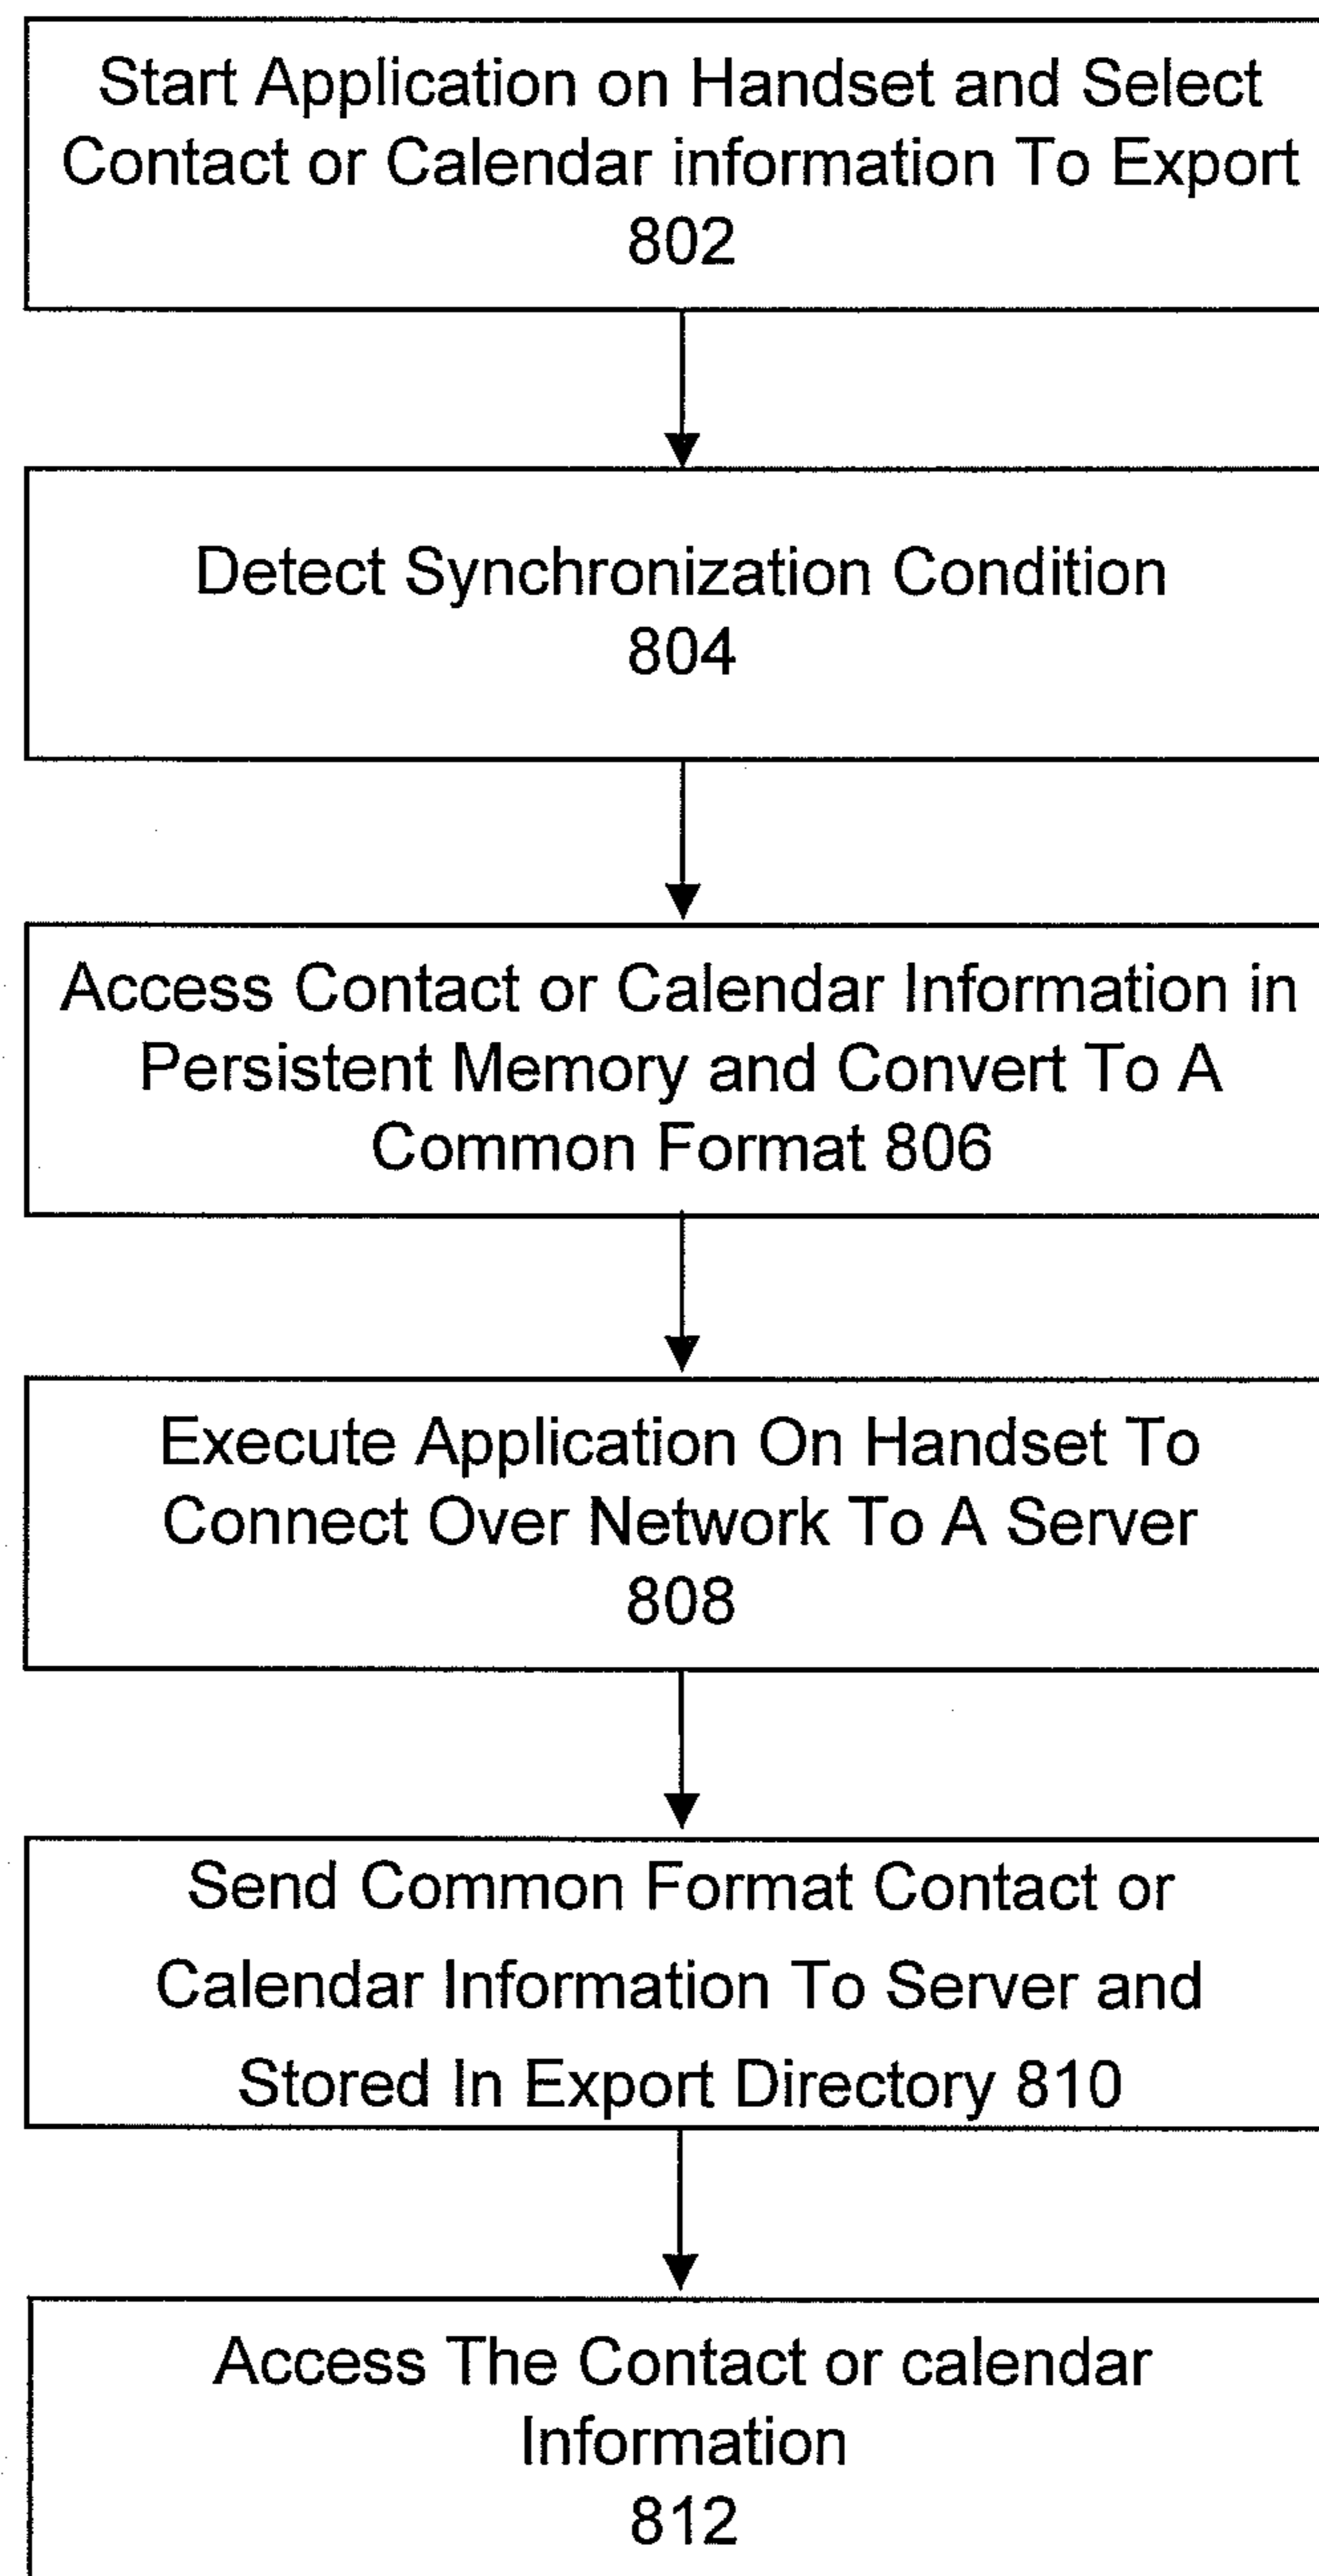 Start Application on Handset and Select
Contact or Calendar information To Export
802
Detect Synchronization Condition
804
Access Contact or Calendar Information in
Persistent Memory and Convert To A
Common Format 806
Execute Application On Handset To
Connect Over Network To A Server
808
Send Common Format Contact or
Calendar Information To Server and
Stored In Export Directory 810
Access The Contact or calendar
Information
812